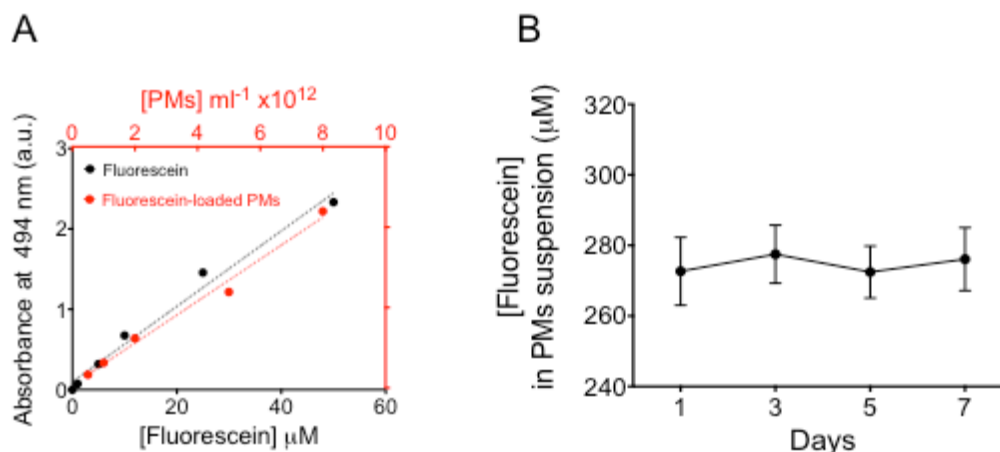 A
B
[PMs] ml-1 x1012
0 2 4 6 8 10
Absorbance at 494 nm (a.u.)
3
2
1
0
Fluorescein
Fluorescein-loaded PMs
0 20 40 60
[Fluorescein] μM
[Fluorescein]
in PMs suspension (μM)
320
300
280
260
240
1 3 5 7
Days